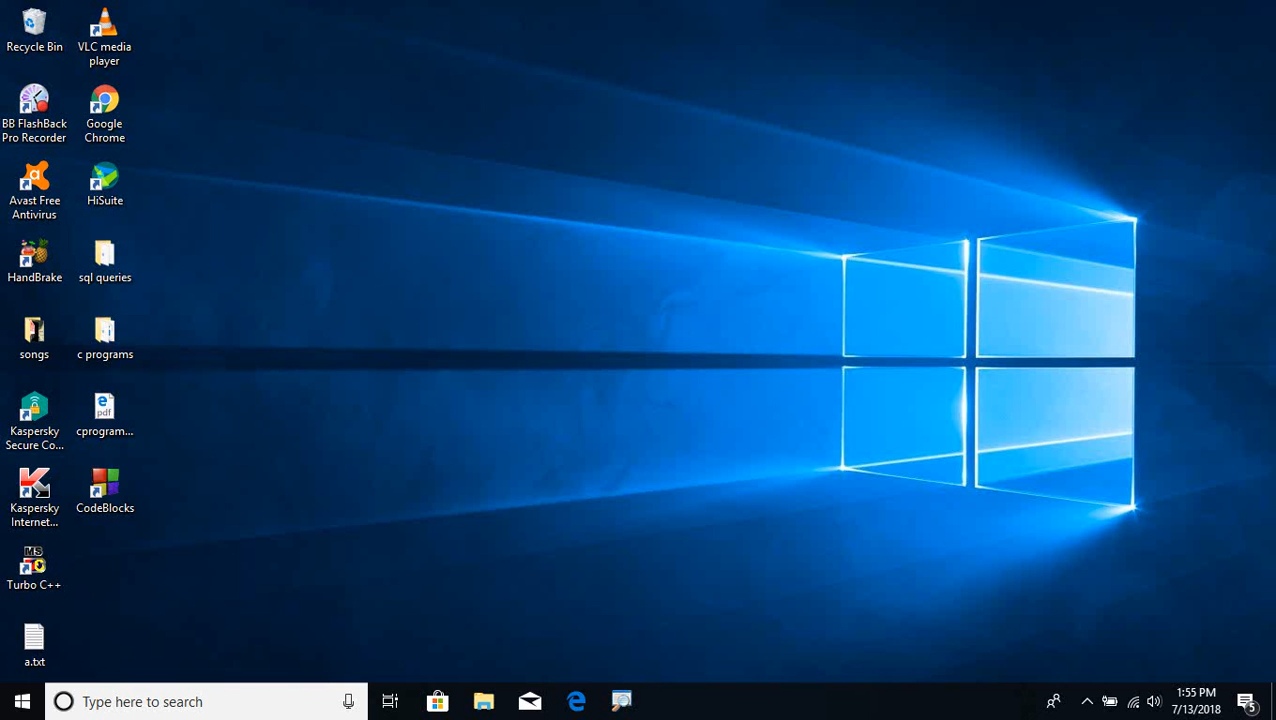 Recycle Bin
VLC media
player
BB FlashBack
Pro Recorder
Google
Chrome
Avast Free
Antivirus
HiSuite
HandBrake
sql queries
songs
c programs
Kaspersky
Secure Co...
pdf
cprogram...
Kaspersky
Internet...
CodeBlocks
MS
Turbo C++
a.txt
Type here to search
1:55 PM
7/13/2018
5